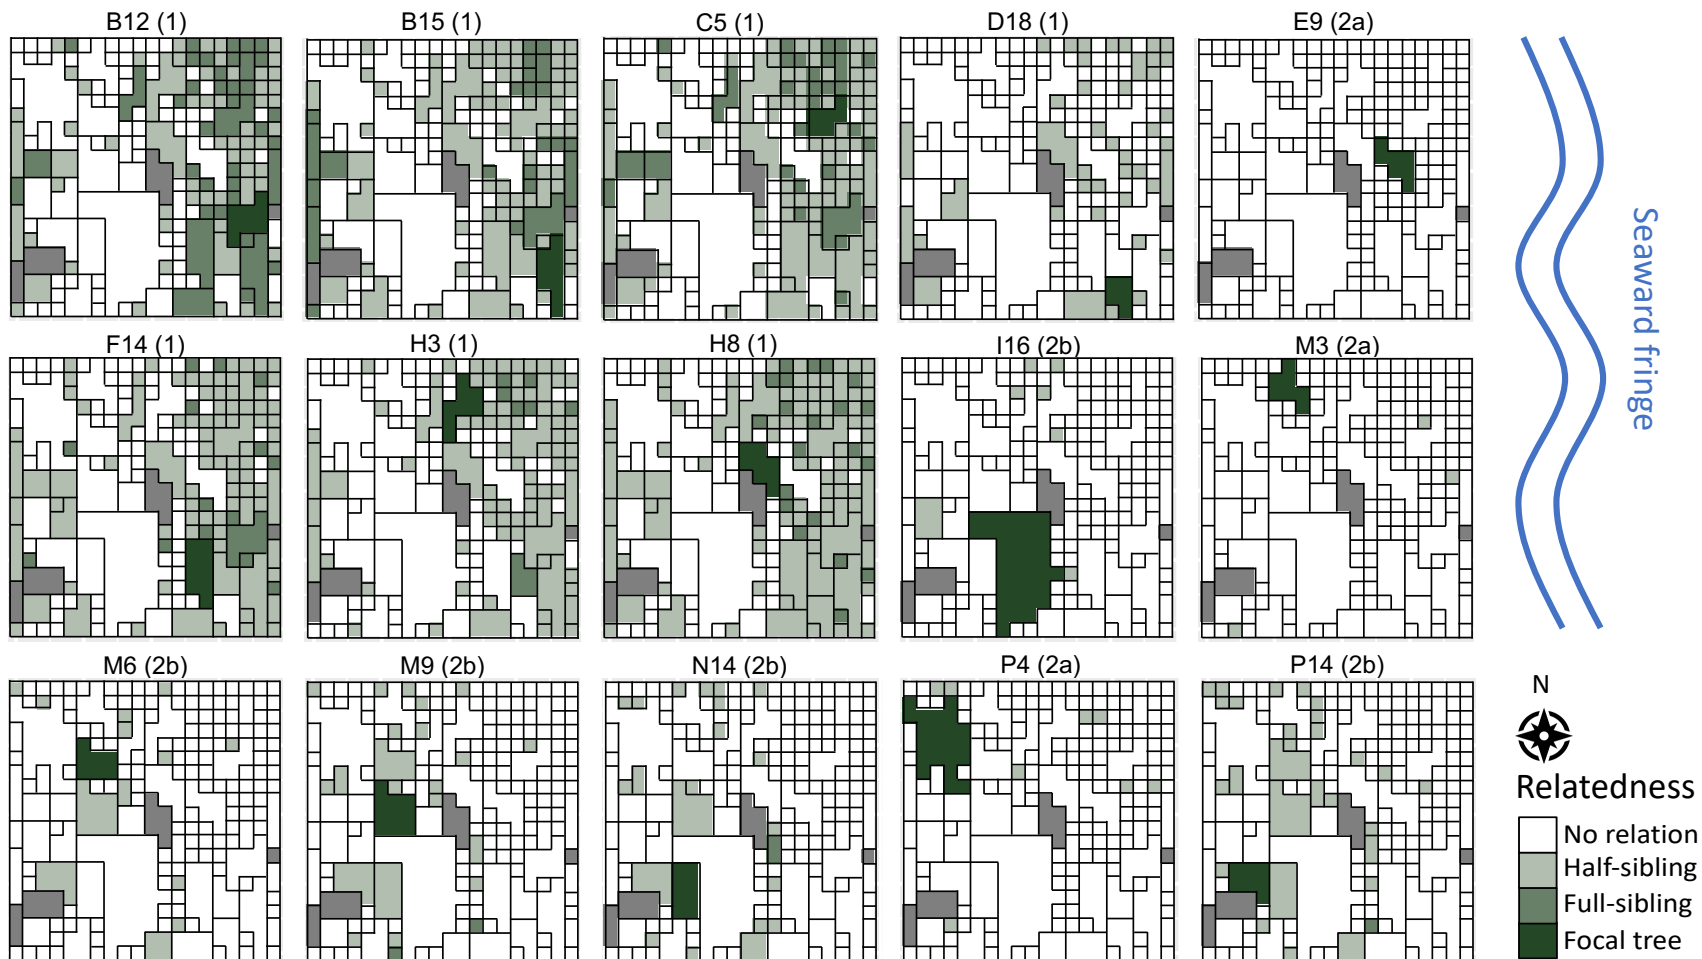 B12 (1)
B15 (1)
C5 (1)
D18 (1)
E9 (2a)
Seaward fringe
F14 (1)
H3 (1)
H8 (1)
I16 (2b)
M3 (2a)
M6 (2b)
M9 (2b)
N14 (2b)
P4 (2a)
P14 (2b)
N
Relatedness
No relation
Half-sibling
Full-sibling
Focal tree